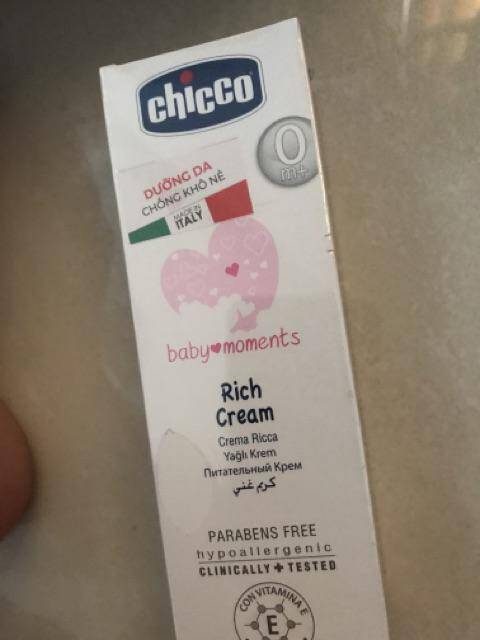 chicco
0
m+
DƯỠNG DA
CHỐNG KHÔ NẺ
MADE IN
ITALY
baby moments
Rich
Cream
Crema Ricca
Yağlı Krem
Питательный Крем
كريم غني
PARABENS FREE
hypoallergenic
CLINICALLY + TESTED
CON VITAMINA E
E